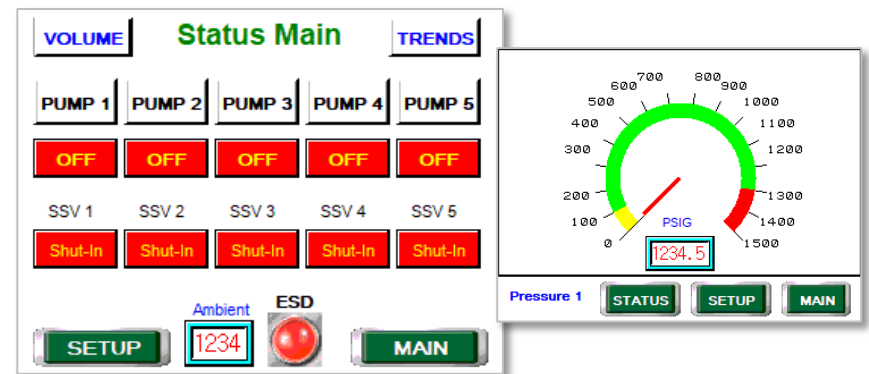 VOLUME Status Main TRENDS
PUMP 1 PUMP 2 PUMP 3 PUMP 4 PUMP 5
OFF OFF OFF OFF OFF
SSV 1 SSV 2 SSV 3 SSV 4 SSV 5
Shut-In Shut-In Shut-In Shut-In Shut-In
Ambient ESD
SETUP 1234 MAIN
700 800
600 900
500 1000
400 1100
300 1200
200 1300
100 PSIG 1400
0 1234.5 1500
Pressure 1 STATUS SETUP MAIN